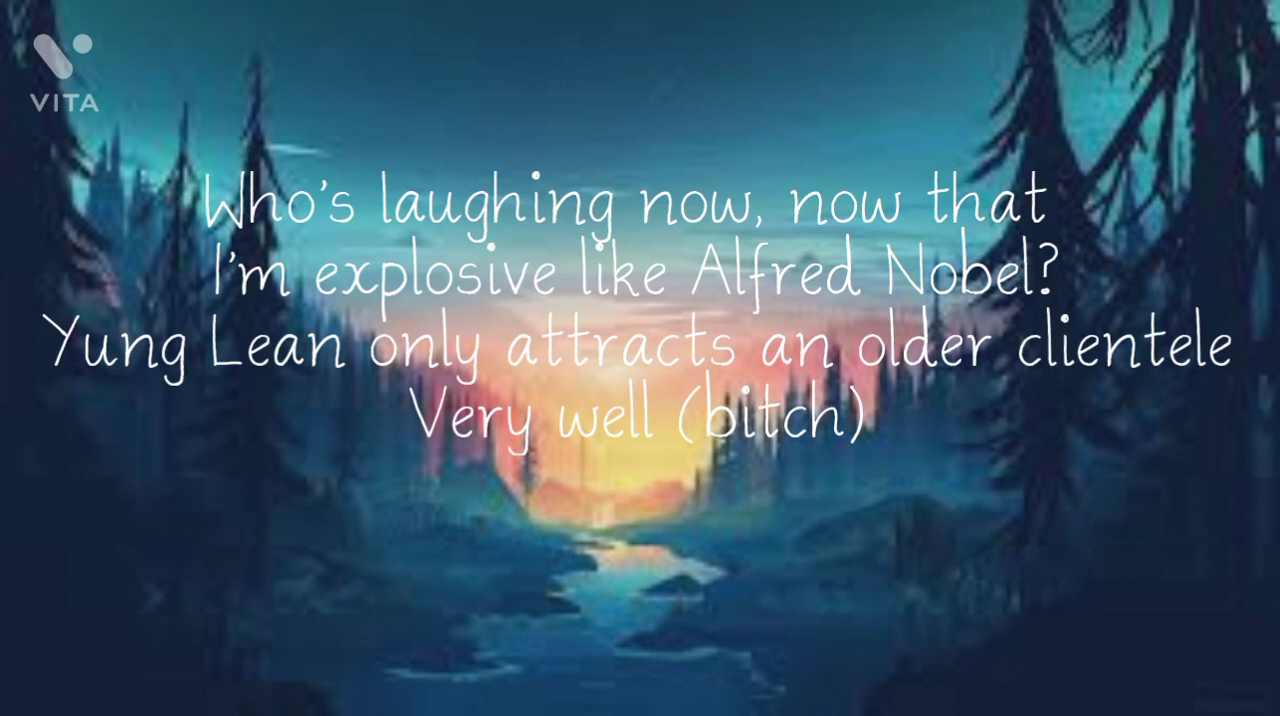 VITA
Who's laughing now, now that
I'm explosive like Alfred Nobel?
Yung Lean only attracts an older clientele
Very well (bitch)